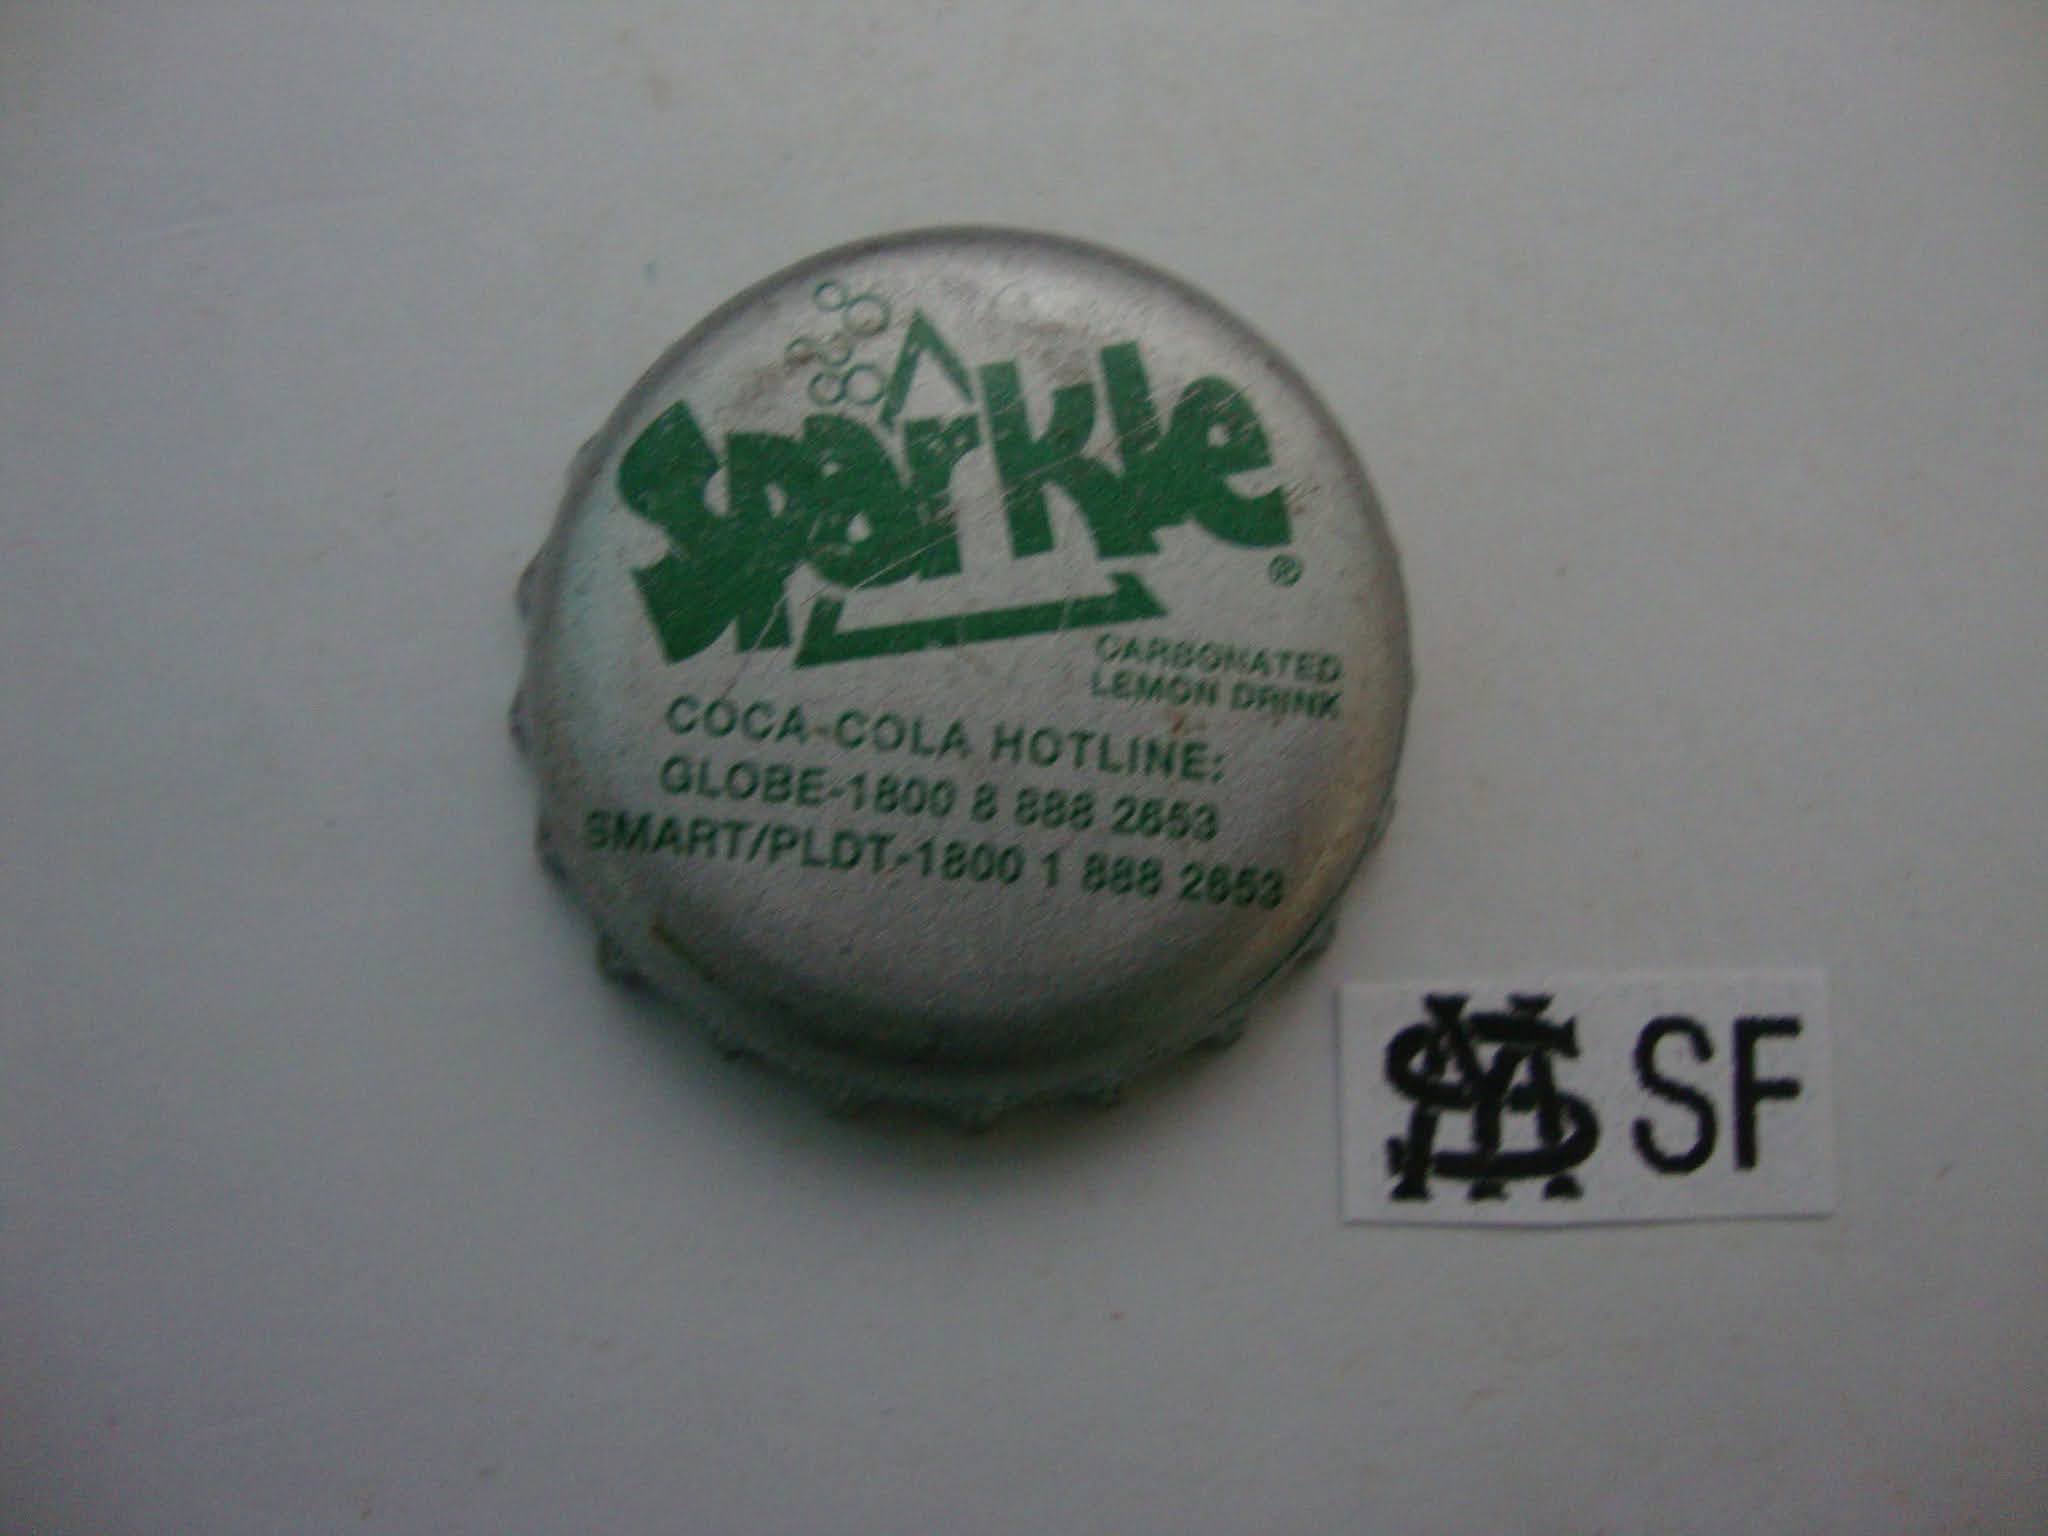 Sparkle®
CARBONATED
LEMON DRINK
COCA-COLA HOTLINE:
GLOBE-1800 8 888 2653
SMART/PLDT-1800 1 888 2653
SF